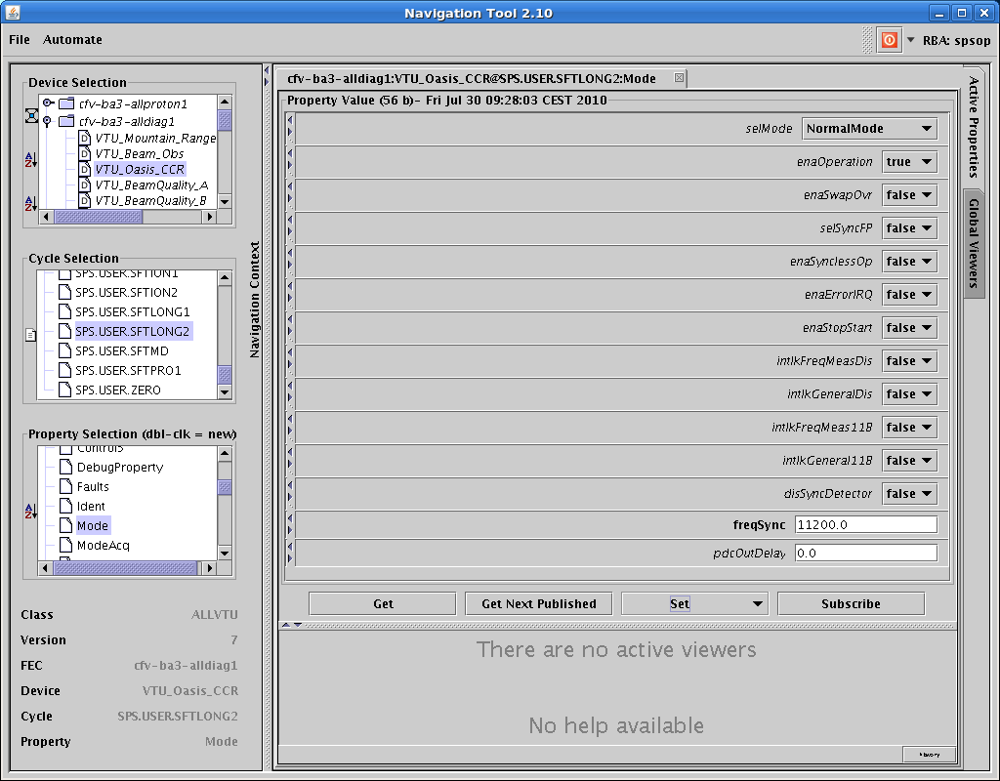 Navigation Tool 2.10
File Automate
RBA: spsop
Device Selection
cfv-ba3-allproton1
cfv-ba3-alldiag1
VTU_Mountain_Range
VTU_Beam_Obs
VTU_Oasis_CCR
VTU_BeamQuality_A
VTU_BeamQuality_B
Cycle Selection
SPS.USER.SFTION1
SPS.USER.SFTION2
SPS.USER.SFTLONG1
SPS.USER.SFTLONG2
SPS.USER.SFTMD
SPS.USER.SFTPRO1
SPS.USER.ZERO
Property Selection (dbl-clk = new)
DebugProperty
Faults
Ident
Mode
ModeAcq
Class ALLVTU
Version 7
FEC cfv-ba3-alldiag1
Device VTU_Oasis_CCR
Cycle SPS.USER.SFTLONG2
Property Mode
Navigation Context
cfv-ba3-alldiag1:VTU_Oasis_CCR@SPS.USER.SFTLONG2:Mode
Property Value (56 b)- Fri Jul 30 09:28:03 CEST 2010
selMode NormalMode
enaOperation true
enaSwapOvr false
selSyncFP false
enaSynclessOp false
enaErrorIRQ false
enaStopStart false
intlkFreqMeasDis false
intlkGeneralDis false
intlkFreqMeas11B false
intlkGeneral11B false
disSyncDetector false
freqSync 11200.0
pdcOutDelay 0.0
Get Get Next Published Set Subscribe
There are no active viewers
No help available
Active Properties
Global Viewers